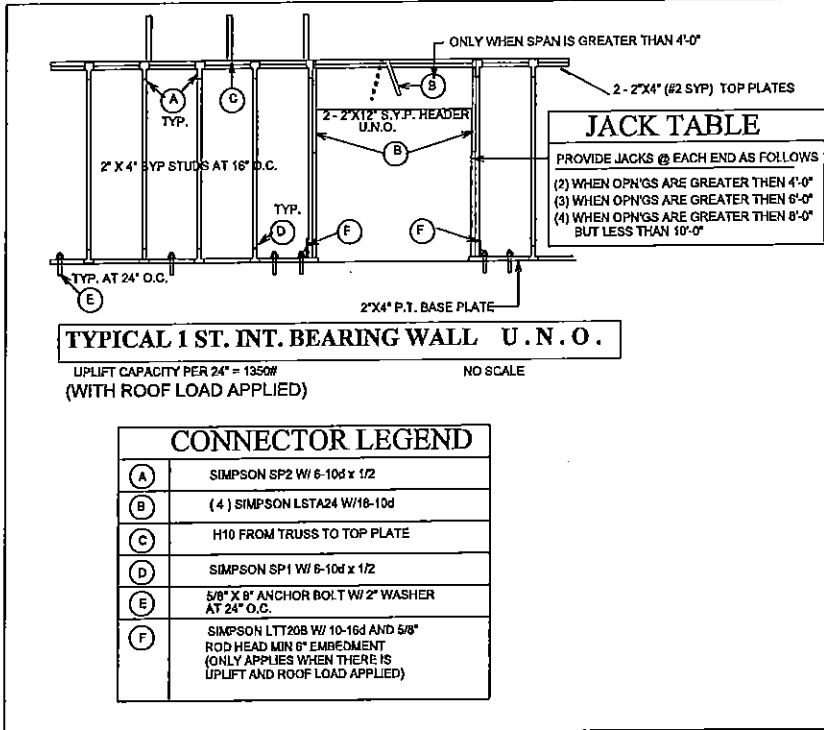 ONLY WHEN SPAN IS GREATER THAN 4'-0"
A
TYP.
C
B
2 - 2"X4" (#2 SYP) TOP PLATES
2 - 2"X12" S.Y.P. HEADER
U.N.O.
B
2" X 4" SYP STUDS AT 16" O.C.
JACK TABLE
PROVIDE JACKS @ EACH END AS FOLLOWS
(2) WHEN OPN'GS ARE GREATER THEN 4'-0"
(3) WHEN OPN'GS ARE GREATER THEN 6'-0"
(4) WHEN OPN'GS ARE GREATER THEN 8'-0"
BUT LESS THAN 10'-0"
TYP.
D
F
F
TYP. AT 24" O.C.
E
2"X4" P.T. BASE PLATE
TYPICAL 1 ST. INT. BEARING WALL U.N.O.
UPLIFT CAPACITY PER 24" = 1350#
NO SCALE
(WITH ROOF LOAD APPLIED)
CONNECTOR LEGEND
A SIMPSON SP2 W/ 6-10d x 1/2
B ( 4 ) SIMPSON LSTA24 W/18-10d
C H10 FROM TRUSS TO TOP PLATE
D SIMPSON SP1 W/ 6-10d x 1/2
E 5/8" X 8" ANCHOR BOLT W/ 2" WASHER
AT 24" O.C.
F SIMPSON LTT20B W/ 10-16d AND 5/8"
ROD HEAD MIN 6" EMBEDMENT
(ONLY APPLIES WHEN THERE IS
UPLIFT AND ROOF LOAD APPLIED)